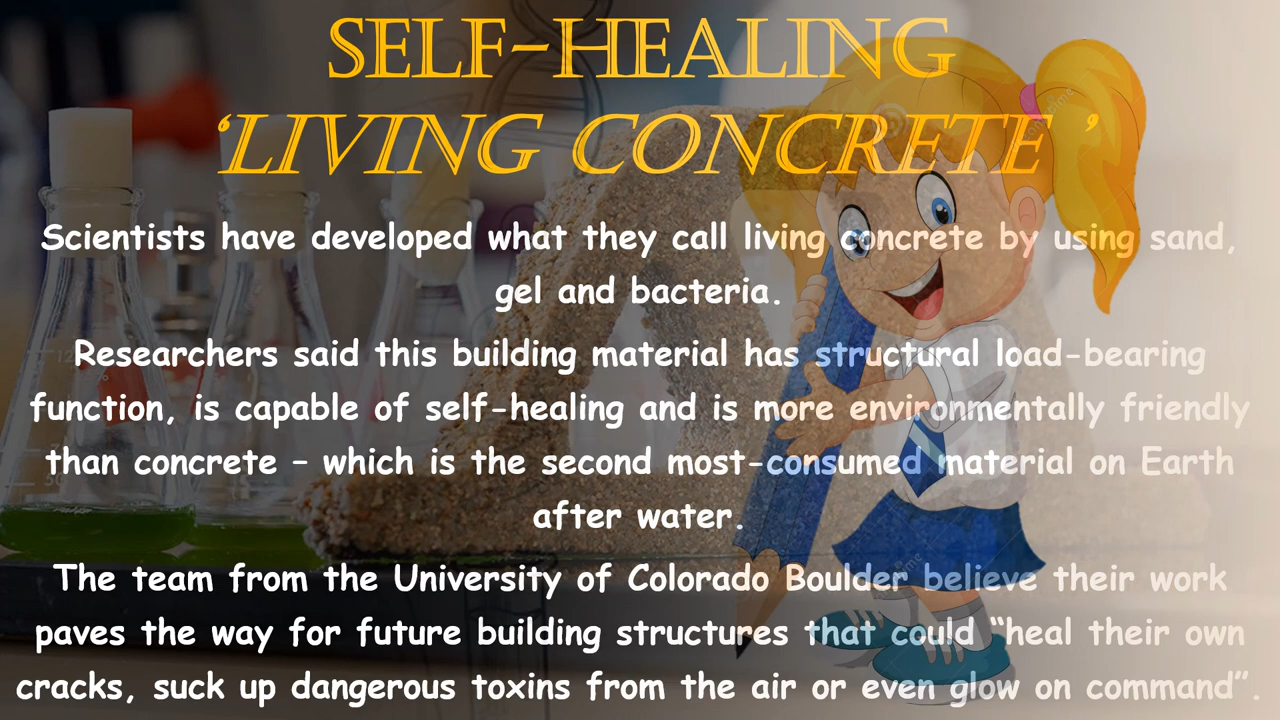 SELF-HEALING
‘LIVING CONCRETE ’
Scientists have developed what they call living concrete by using sand,
gel and bacteria.
Researchers said this building material has structural load-bearing
function, is capable of self-healing and is more environmentally friendly
than concrete – which is the second most-consumed material on Earth
after water.
The team from the University of Colorado Boulder believe their work
paves the way for future building structures that could “heal their own
cracks, suck up dangerous toxins from the air or even glow on command”.